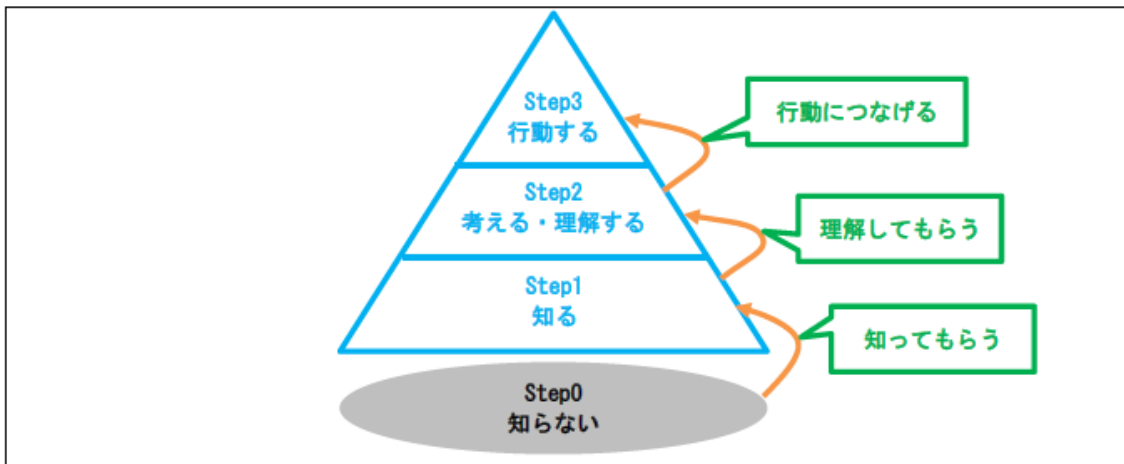 Step3
行動する
行動につなげる
Step2
考える・理解する
理解してもらう
Step1
知る
知ってもらう
Step0
知らない